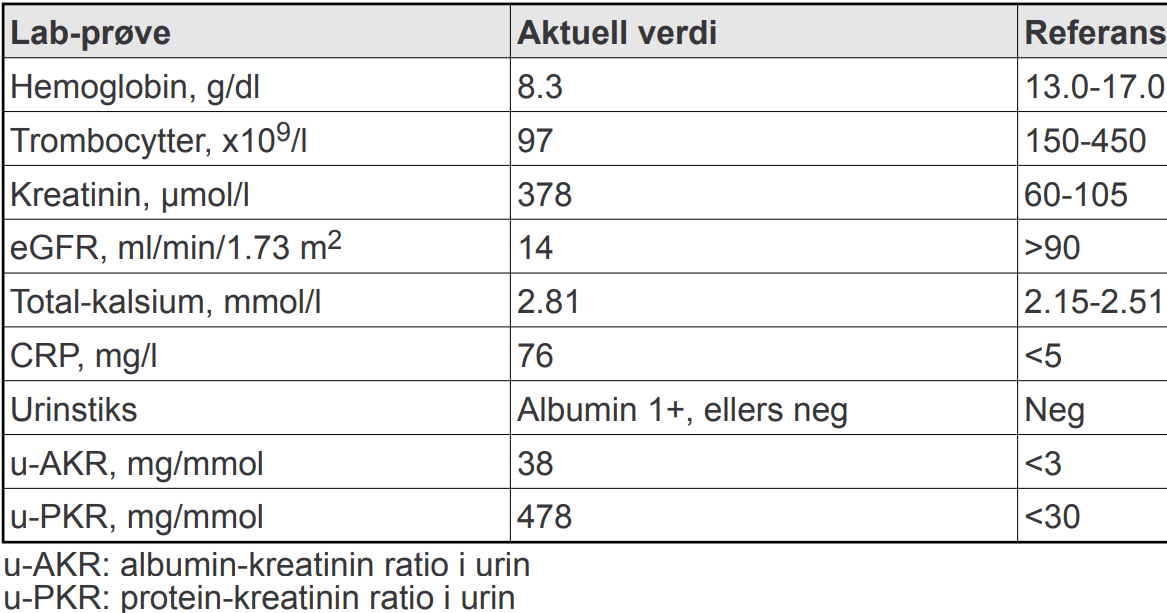 Lab-prøve Aktuell verdi Referans
Hemoglobin, g/dl 8.3 13.0-17.0
Trombocytter, x10⁹/l 97 150-450
Kreatinin, µmol/l 378 60-105
eGFR, ml/min/1.73 m² 14 >90
Total-kalsium, mmol/l 2.81 2.15-2.51
CRP, mg/l 76 <5
Urinstiks Albumin 1+, ellers neg Neg
u-AKR, mg/mmol 38 <3
u-PKR, mg/mmol 478 <30
u-AKR: albumin-kreatinin ratio i urin
u-PKR: protein-kreatinin ratio i urin